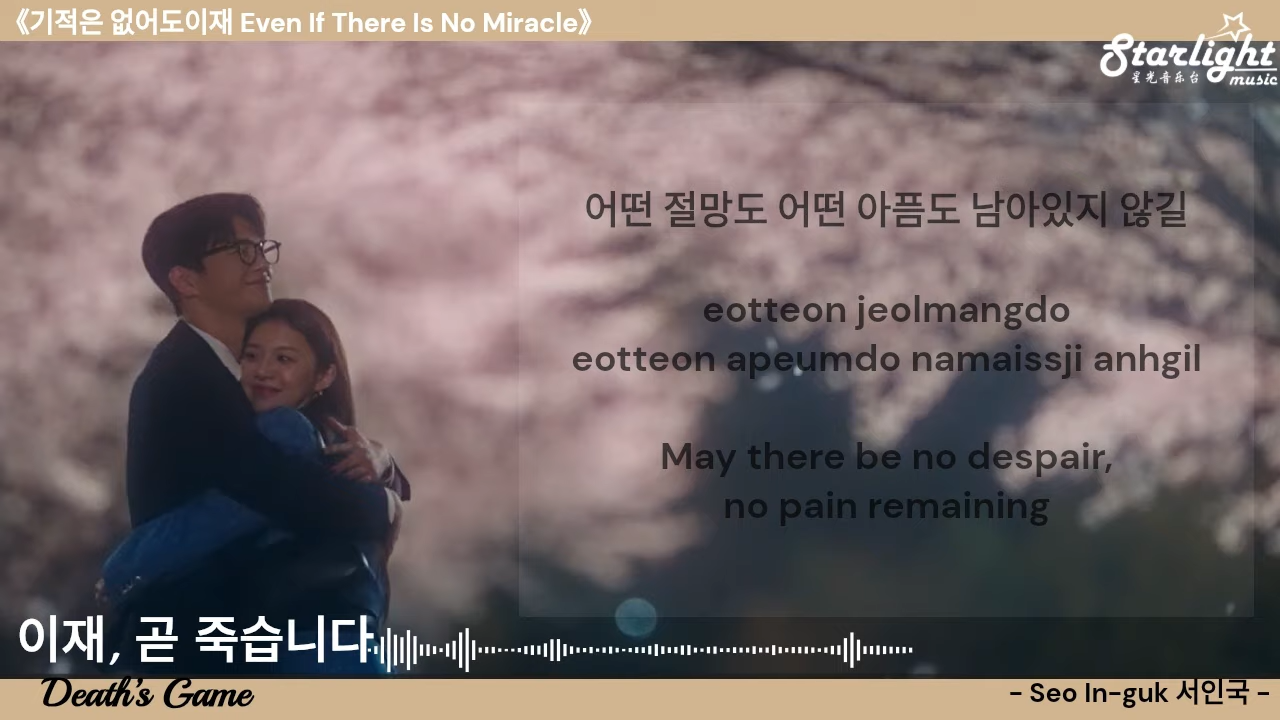 《기적은 없어도이재 Even If There Is No Miracle》
Starlight
星光音乐台 music
어떤 절망도 어떤 아픔도 남아있지 않길
eotteon jeolmangdo
eotteon apeumdo namaissji anhgil
May there be no despair,
no pain remaining
이재, 곧 죽습니다.
Death's Game
- Seo In-guk 서인국 -